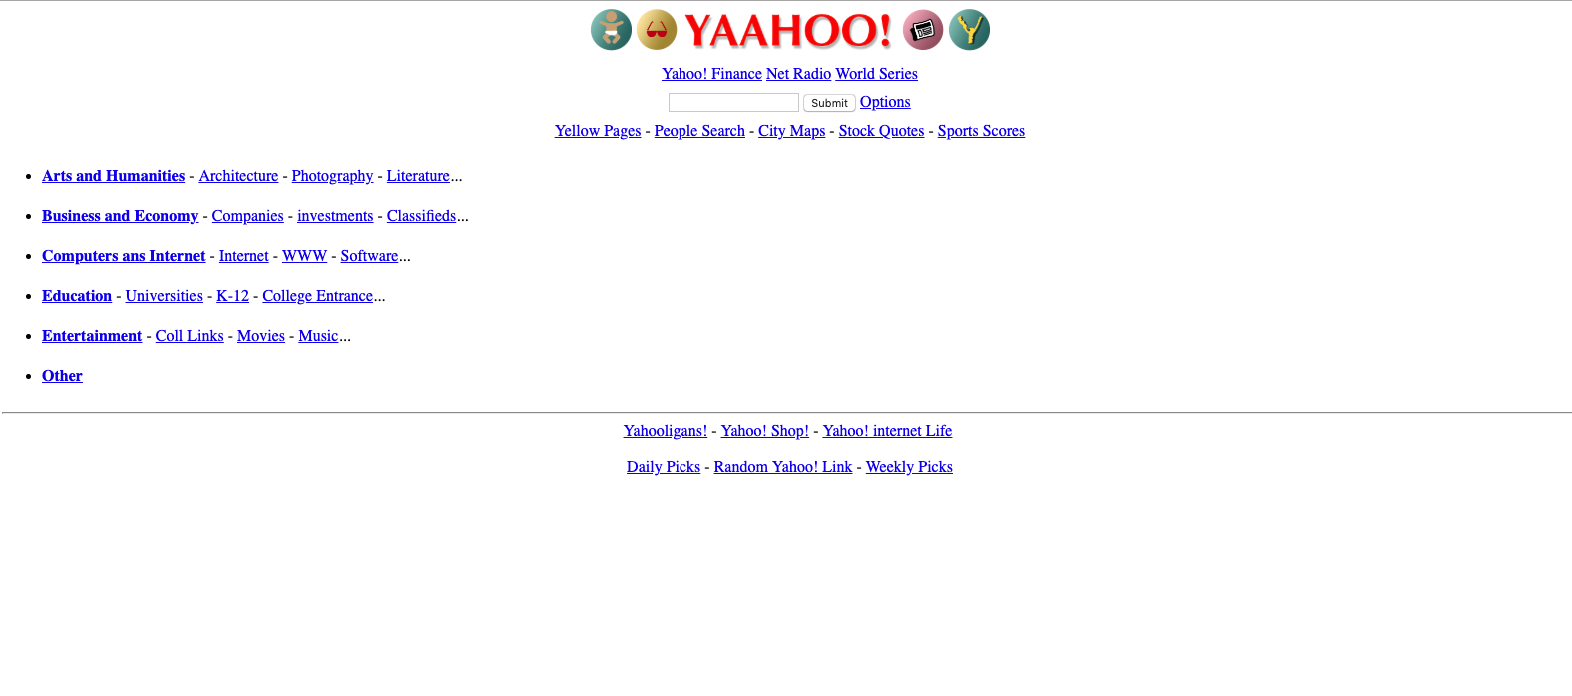 YAAHOO!
Yahoo! Finance Net Radio World Series
Submit Options
Yellow Pages - People Search - City Maps - Stock Quotes - Sports Scores
• Arts and Humanities - Architecture - Photography - Literature...
• Business and Economy - Companies - investments - Classifieds...
• Computers ans Internet - Internet - WWW - Software...
• Education - Universities - K-12 - College Entrance...
• Entertainment - Coll Links - Movies - Music...
• Other
Yahooligans! - Yahoo! Shop! - Yahoo! internet Life
Daily Picks - Random Yahoo! Link - Weekly Picks